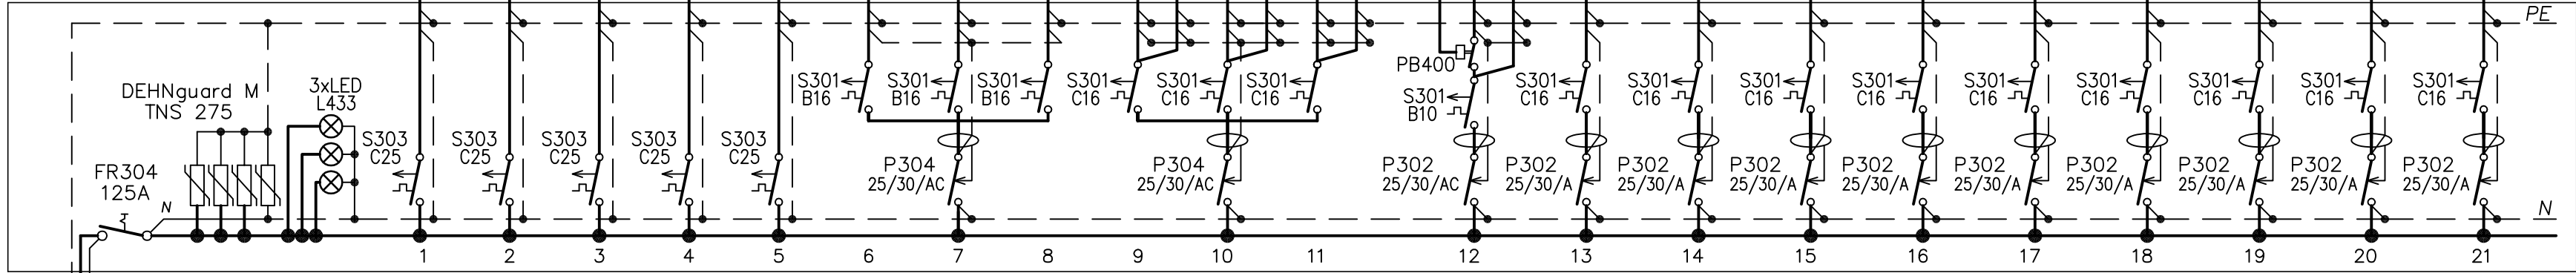 PE
DEHNguard M
TNS 275
3xLED
L433
FR304
125A
N
S303
C25
S303
C25
S303
C25
S303
C25
S303
C25
S301
B16
S301
B16
S301
B16
P304
25/30/AC
S301
C16
S301
C16
S301
C16
P304
25/30/AC
PB400
S301
B10
P302
25/30/AC
S301
C16
P302
25/30/A
S301
C16
P302
25/30/A
S301
C16
P302
25/30/A
S301
C16
P302
25/30/A
S301
C16
P302
25/30/A
S301
C16
P302
25/30/A
S301
C16
P302
25/30/A
S301
C16
P302
25/30/A
S301
C16
P302
25/30/A
N
1 2 3 4 5 6 7 8 9 10 11 12 13 14 15 16 17 18 19 20 21